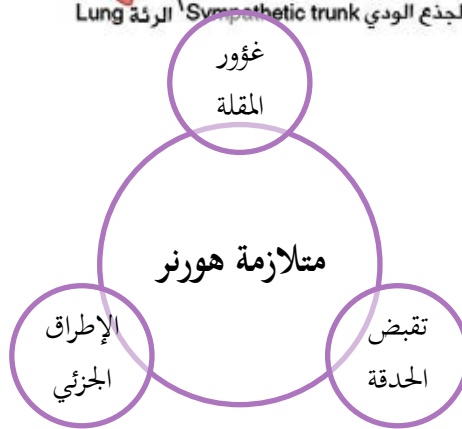 الجذع الودي Sympathetic trunk الرئة Lung
غؤور
المقلة
متلازمة هورنر
تقبض
الحدقة
الإطراق
الجزئي